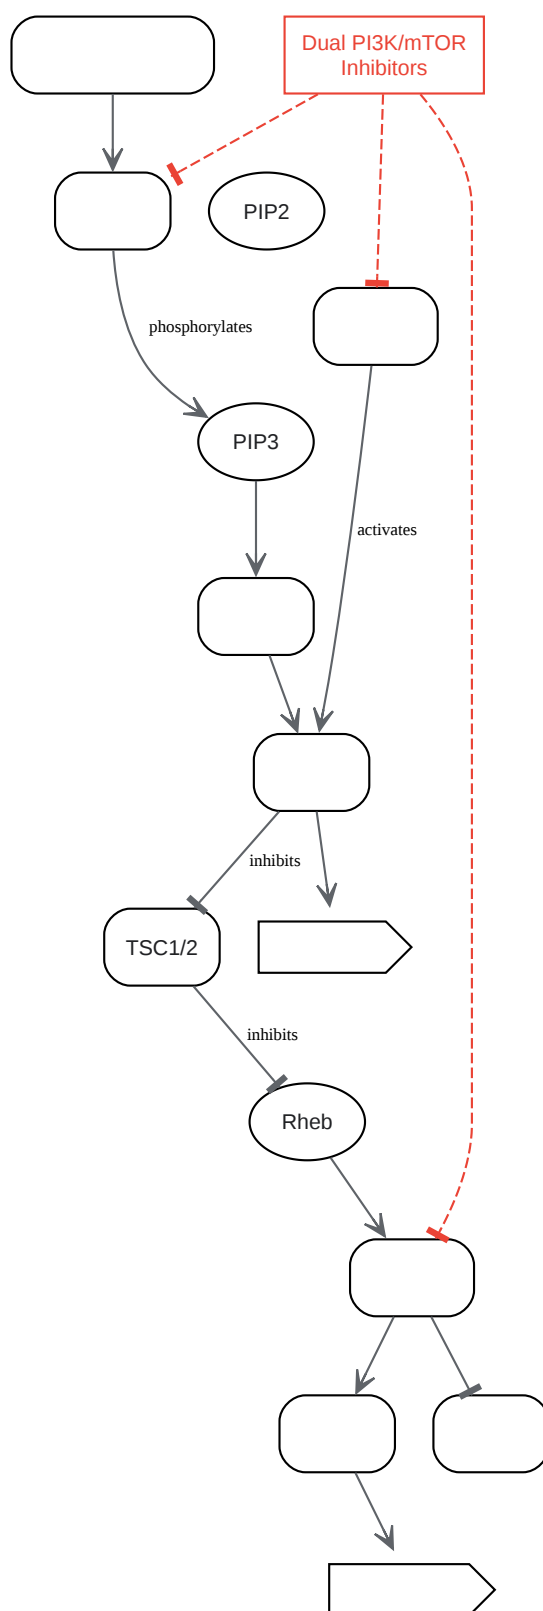 Dual PI3K/mTOR
Inhibitors
PIP2
phosphorylates
PIP3
activates
inhibits
TSC1/2
inhibits
Rheb